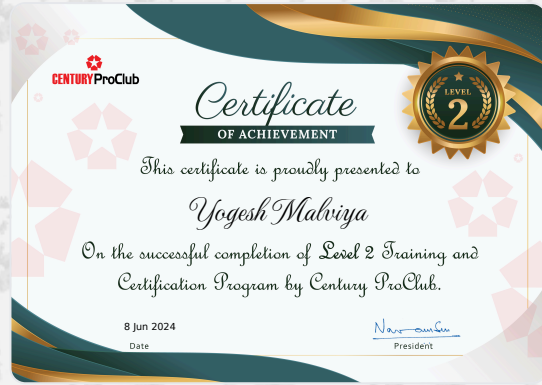 CENTURY ProClub
Certificate
OF ACHIEVEMENT
LEVEL
2
This certificate is proudly presented to
Yogesh Malviya
On the successful completion of Level 2 Training and
Certification Program by Century ProClub.
8 Jun 2024
Date
President